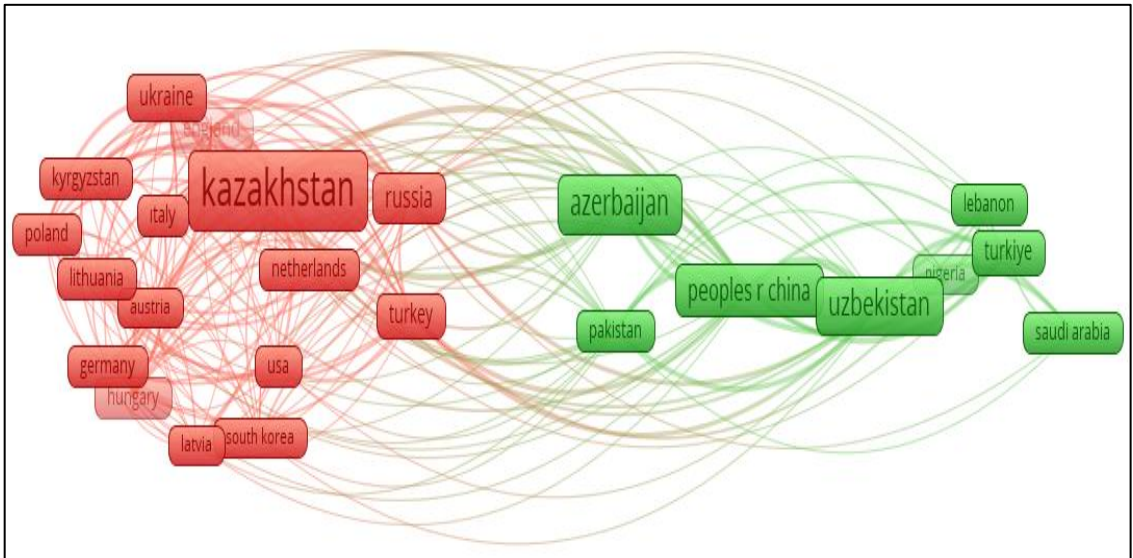 ukraine
england
kazakhstan
kyrgyzstan
russia
italy
poland
netherlands
lithuania
austria
turkey
germany
usa
hungary
latvia
south korea
azerbaijan
peoples r china
uzbekistan
pakistan
lebanon
turkiye
nigeria
saudi arabia